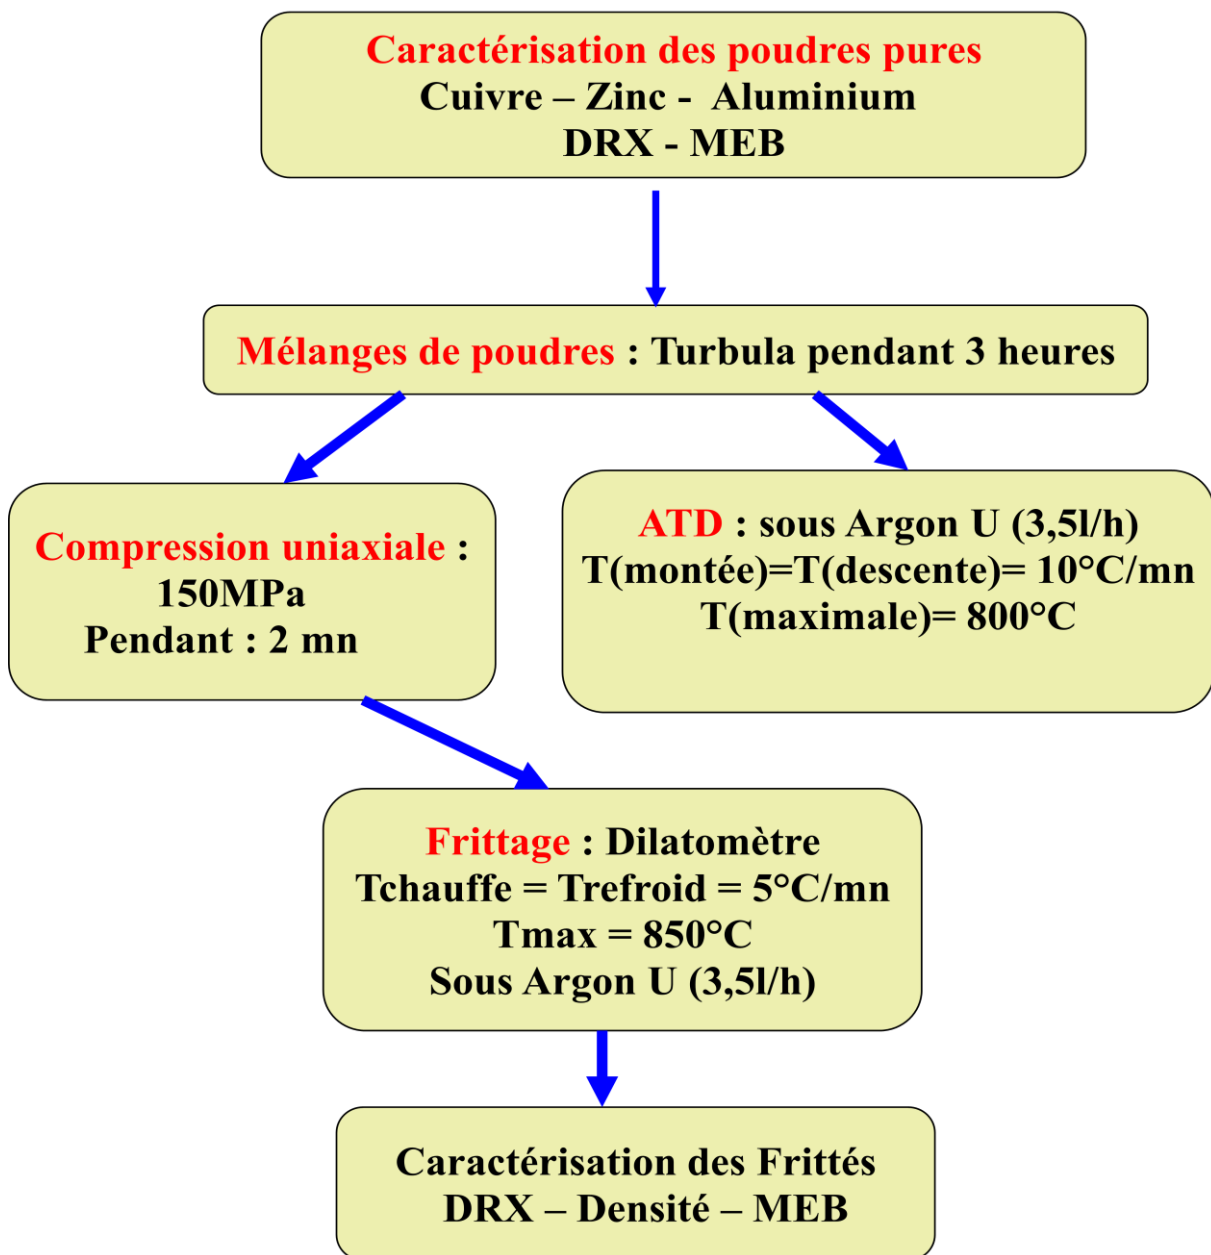 Caractérisation des poudres pures
Cuivre – Zinc - Aluminium
DRX - MEB
Mélanges de poudres : Turbula pendant 3 heures
Compression uniaxiale :
150MPa
Pendant : 2 mn
ATD : sous Argon U (3,5l/h)
T(montée)=T(descente)= 10°C/mn
T(maximale)= 800°C
Frittage : Dilatomètre
Tchauffe = Trefroid = 5°C/mn
Tmax = 850°C
Sous Argon U (3,5l/h)
Caractérisation des Frittés
DRX – Densité – MEB